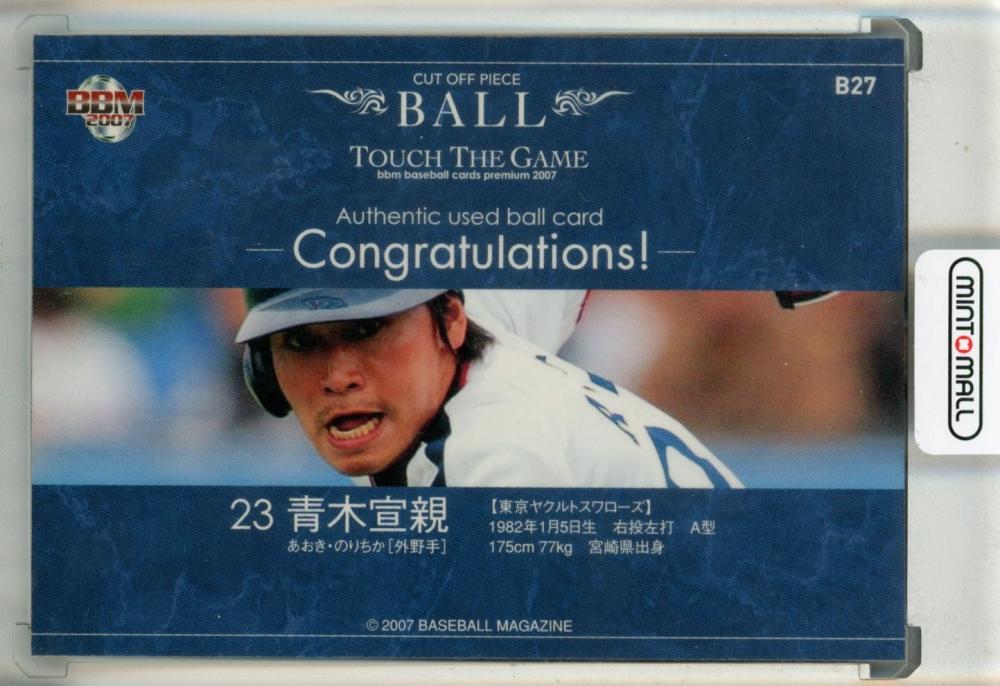 CUT OFF PIECE
BALL
B27
BBM
2007
TOUCH THE GAME
bbm baseball cards premium 2007
Authentic used ball card
Congratulations!
MINT MALL
23 青木宣親
あおき・のりちか[外野手]
【東京ヤクルトスワローズ】
1982年1月5日生 右投左打 A型
175cm 77kg 宮崎県出身
© 2007 BASEBALL MAGAZINE